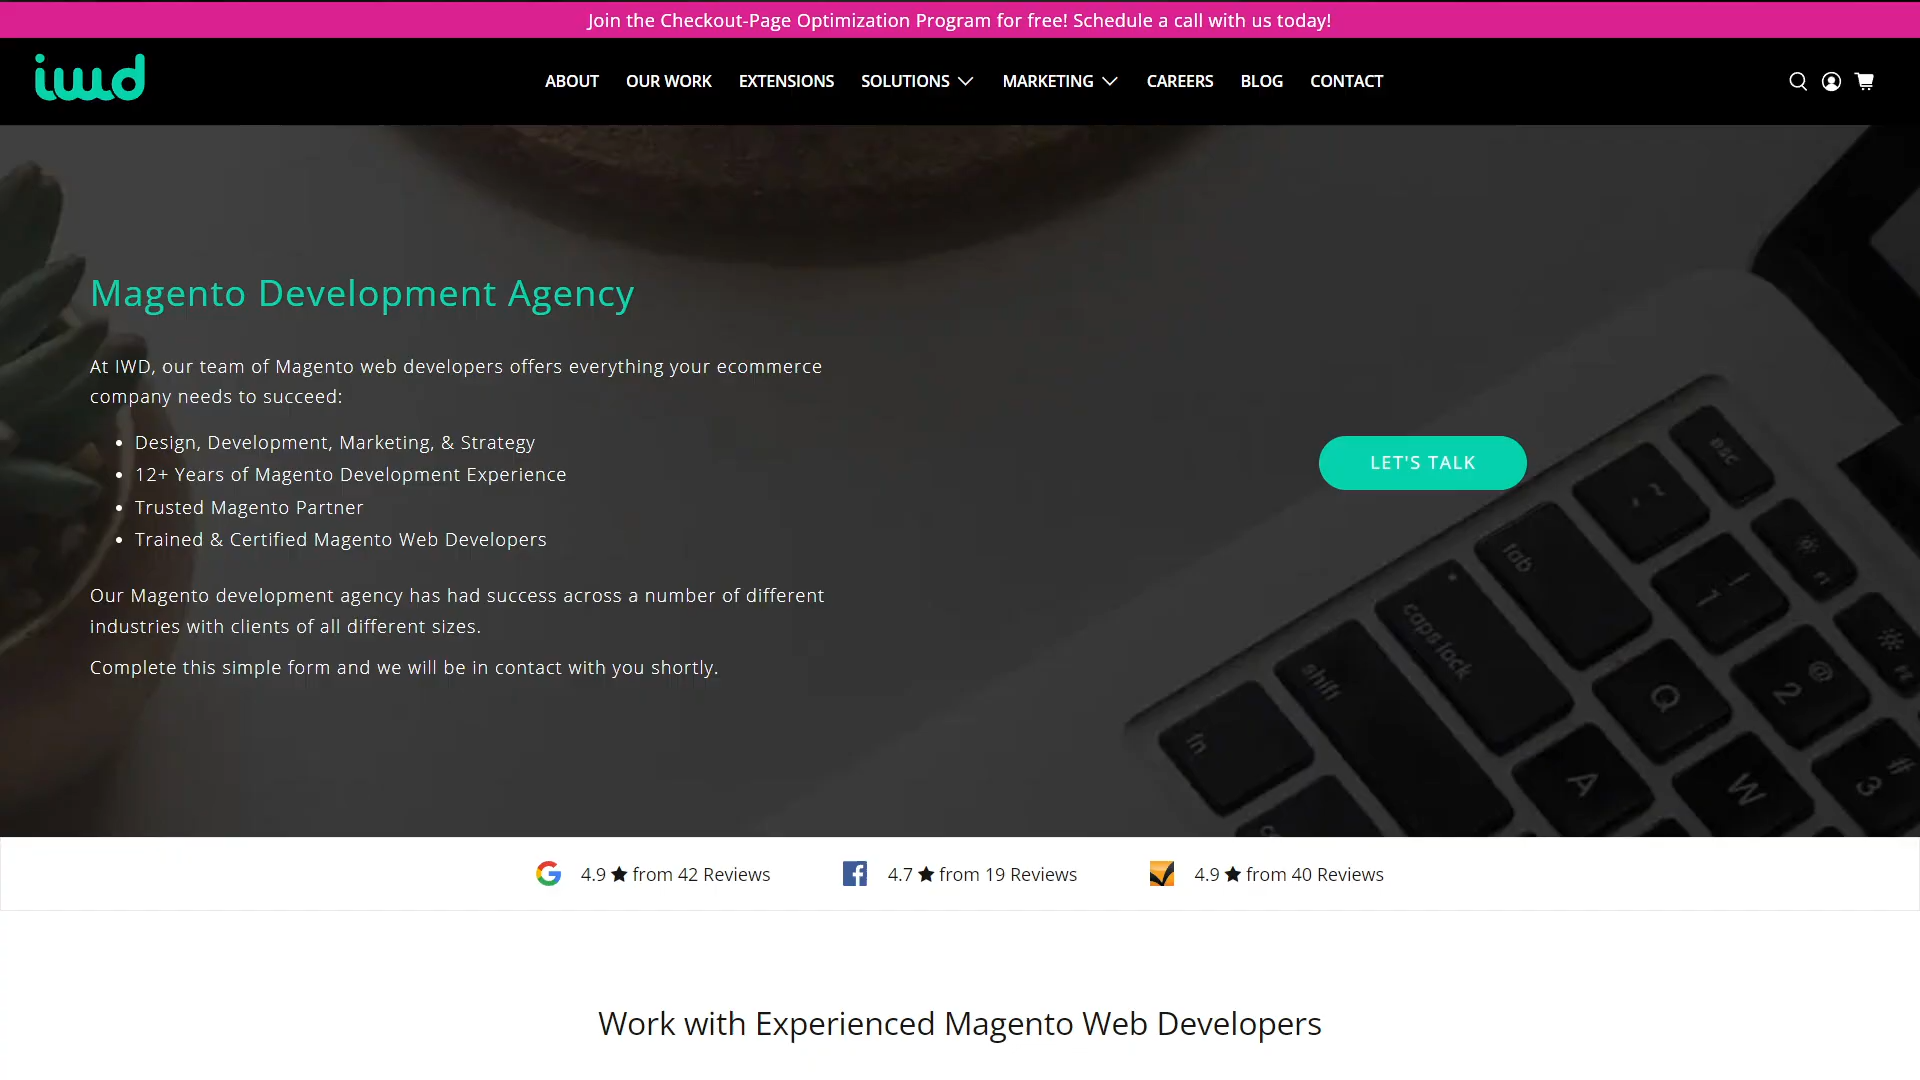 Join the Checkout-Page Optimization Program for free! Schedule a call with us today!
iwd
ABOUT
OUR WORK
EXTENSIONS
SOLUTIONS
MARKETING
CAREERS
BLOG
CONTACT
Magento Development Agency
At IWD, our team of Magento web developers offers everything your ecommerce
company needs to succeed:
• Design, Development, Marketing, & Strategy
• 12+ Years of Magento Development Experience
• Trusted Magento Partner
• Trained & Certified Magento Web Developers
Our Magento development agency has had success across a number of different
industries with clients of all different sizes.
Complete this simple form and we will be in contact with you shortly.
LET'S TALK
esc
~
tab
!
1
F1
caps lock
@
2
F2
shift
Q
fn
A
W
#
3
4.9 ★ from 42 Reviews
4.7 ★ from 19 Reviews
4.9 ★ from 40 Reviews
Work with Experienced Magento Web Developers